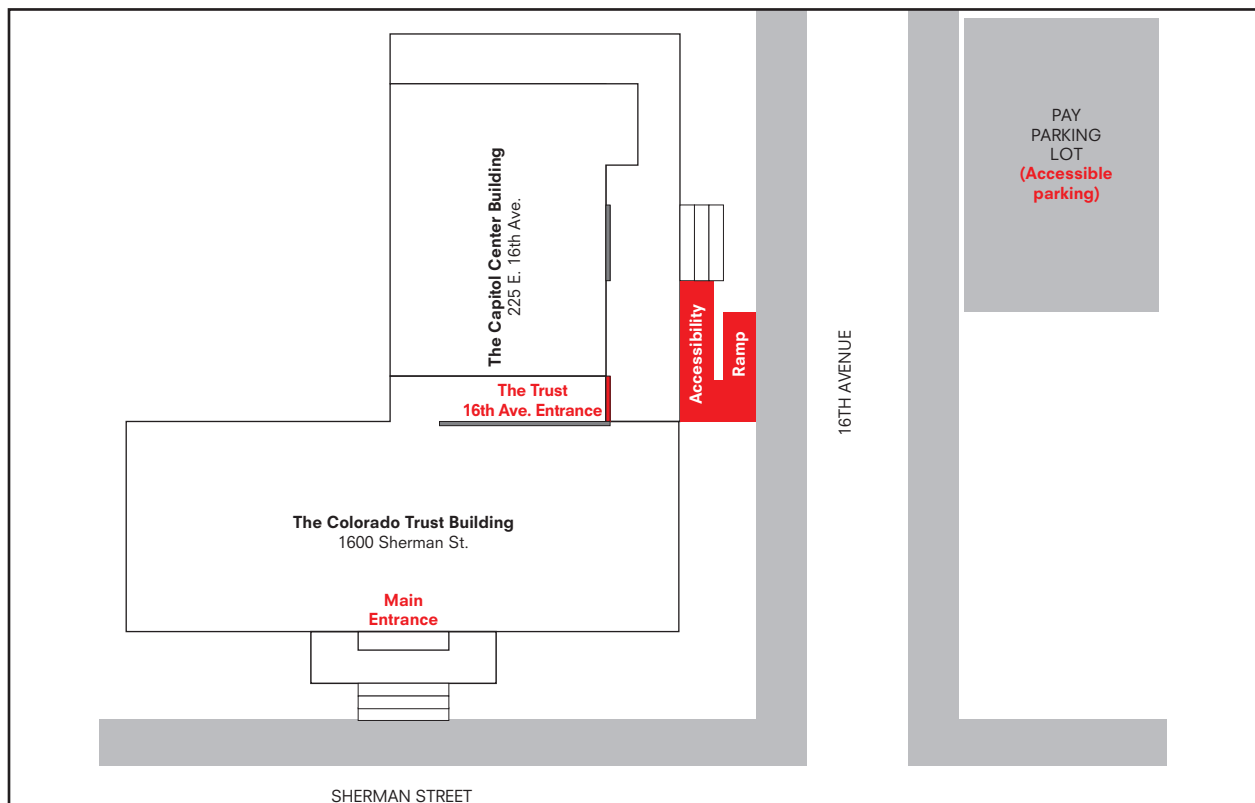 PAY
PARKING
LOT
(Accessible
parking)
The Capitol Center Building
225 E. 16th Ave.
Accessibility
Ramp
16TH AVENUE
The Trust
16th Ave. Entrance
The Colorado Trust Building
1600 Sherman St.
Main
Entrance
SHERMAN STREET